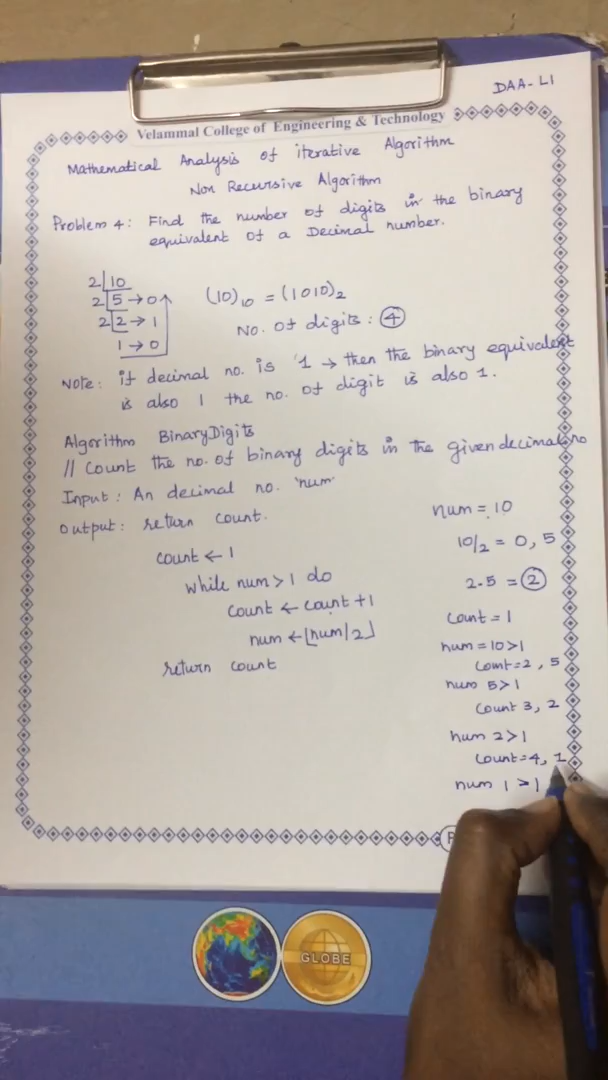 DAA-L1
Velammal College of Engineering & Technology
Mathematical Analysis of iterative Algorithm
Non Recursive Algorithm
Problem 4: Find the number of digits in the binary
equivalent of a Decimal number.
2 10
2 5 → 0
2 2 → 1
1 → 0
(10)₁₀ = (1010)₂
No. of digits: 4
Note: if decimal no. is '1 → then the binary equivalent
is also 1 the no. of digit is also 1.
Algorithm BinaryDigits
// Count the no. of binary digits in the given decimal no
Input: An decimal no. 'num'
Output: return count.
count ← 1
while num > 1 do
count ← count + 1
num ← ⌊num/2⌋
return count
num = 10
10/2 = 0, 5
2.5 = 2
count = 1
num = 10 > 1
count = 2, 5
num 5 > 1
count 3, 2
num 2 > 1
count = 4, 1
num 1 > 1
GLOBE